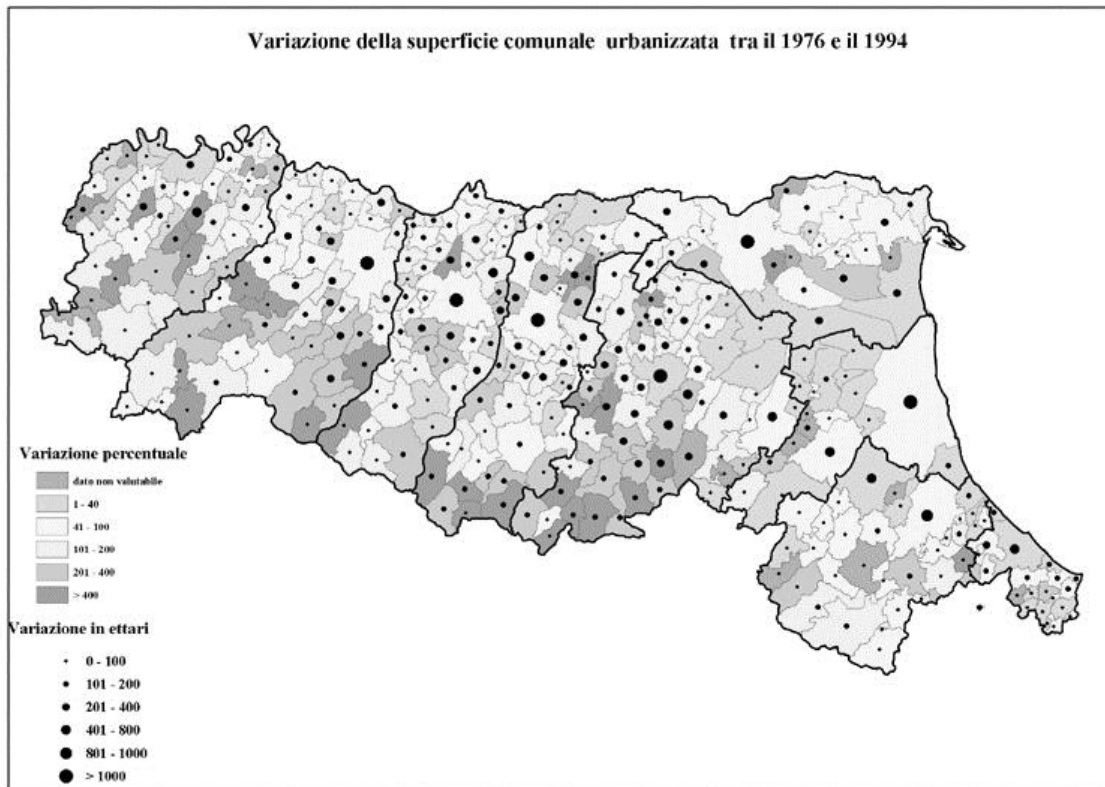 Variazione della superficie comunale urbanizzata tra il 1976 e il 1994
Variazione percentuale
dato non valutabile
1 - 40
41 - 100
101 - 200
201 - 400
> 400
Variazione in ettari
0 - 100
101 - 200
201 - 400
401 - 800
801 - 1000
> 1000